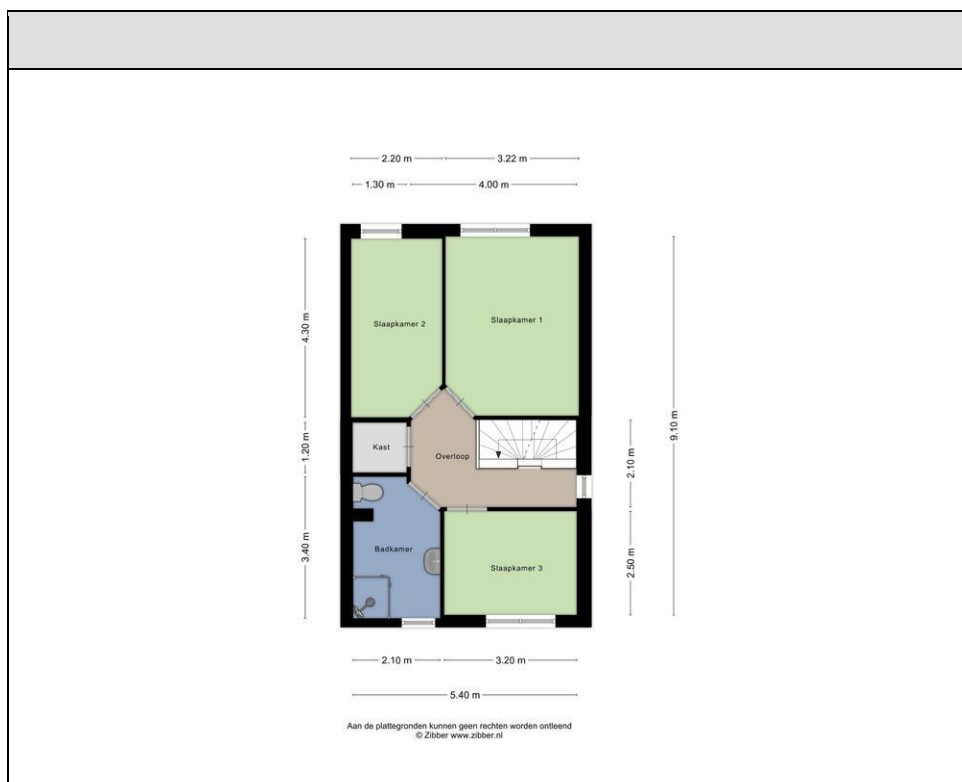 2.20 m 3.22 m
1.30 m 4.00 m
Slaapkamer 2 Slaapkamer 1
4.30 m
9.10 m
Kast Overloop
1.20 m 2.10 m
Badkamer Slaapkamer 3
3.40 m 2.50 m
2.10 m 3.20 m
5.40 m
Aan de plattegronden kunnen geen rechten worden ontleend
© Zibber www.zibber.nl